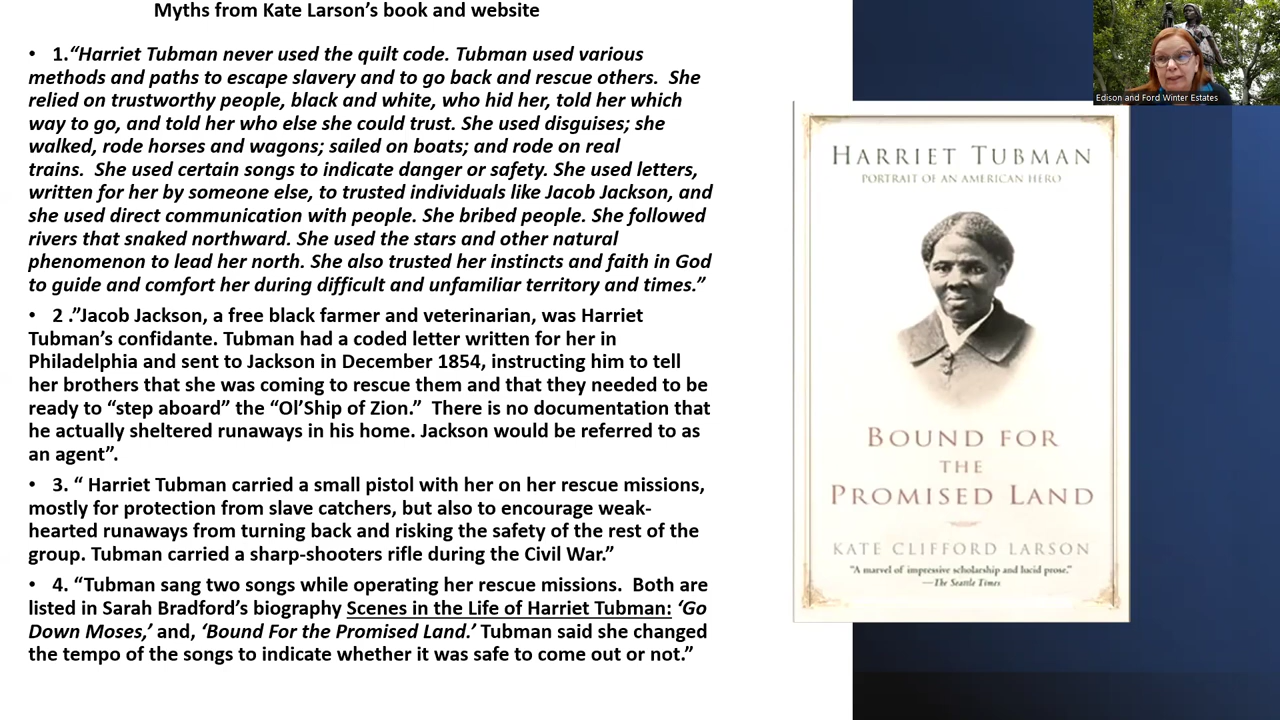 Myths from Kate Larson’s book and website
• 1.“Harriet Tubman never used the quilt code. Tubman used various
methods and paths to escape slavery and to go back and rescue others. She
relied on trustworthy people, black and white, who hid her, told her which
way to go, and told her who else she could trust. She used disguises; she
walked, rode horses and wagons; sailed on boats; and rode on real
trains. She used certain songs to indicate danger or safety. She used letters,
written for her by someone else, to trusted individuals like Jacob Jackson, and
she used direct communication with people. She bribed people. She followed
rivers that snaked northward. She used the stars and other natural
phenomenon to lead her north. She also trusted her instincts and faith in God
to guide and comfort her during difficult and unfamiliar territory and times.”
• 2 .”Jacob Jackson, a free black farmer and veterinarian, was Harriet
Tubman’s confidante. Tubman had a coded letter written for her in
Philadelphia and sent to Jackson in December 1854, instructing him to tell
her brothers that she was coming to rescue them and that they needed to be
ready to “step aboard” the “Ol’Ship of Zion.” There is no documentation that
he actually sheltered runaways in his home. Jackson would be referred to as
an agent”.
• 3. “ Harriet Tubman carried a small pistol with her on her rescue missions,
mostly for protection from slave catchers, but also to encourage weak-
hearted runaways from turning back and risking the safety of the rest of the
group. Tubman carried a sharp-shooters rifle during the Civil War.”
• 4. “Tubman sang two songs while operating her rescue missions. Both are
listed in Sarah Bradford’s biography Scenes in the Life of Harriet Tubman: ‘Go
Down Moses,’ and, ‘Bound For the Promised Land.’ Tubman said she changed
the tempo of the songs to indicate whether it was safe to come out or not.”
Edison and Ford Winter Estates
HARRIET TUBMAN
PORTRAIT OF AN AMERICAN HERO
BOUND FOR
THE
PROMISED LAND
KATE CLIFFORD LARSON
“A marvel of impressive scholarship and lucid prose.”
—The Seattle Times